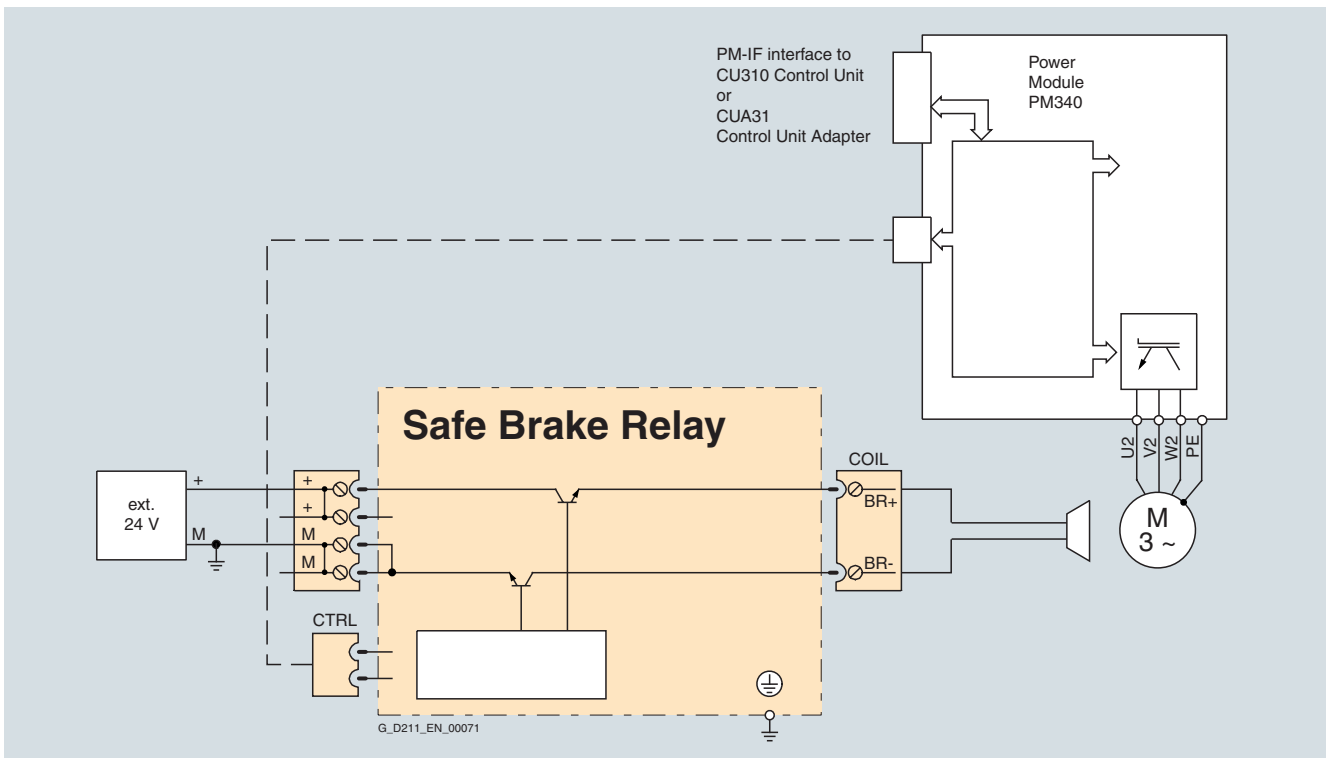 PM-IF interface to
CU310 Control Unit
or
CUA31
Control Unit Adapter
Power
Module
PM340
Safe Brake Relay
U2
V2
W2
PE
COIL
ext.
24 V
+
M
+
+
M
M
BR+
BR-
M
3 ~
CTRL
G_D211_EN_00071